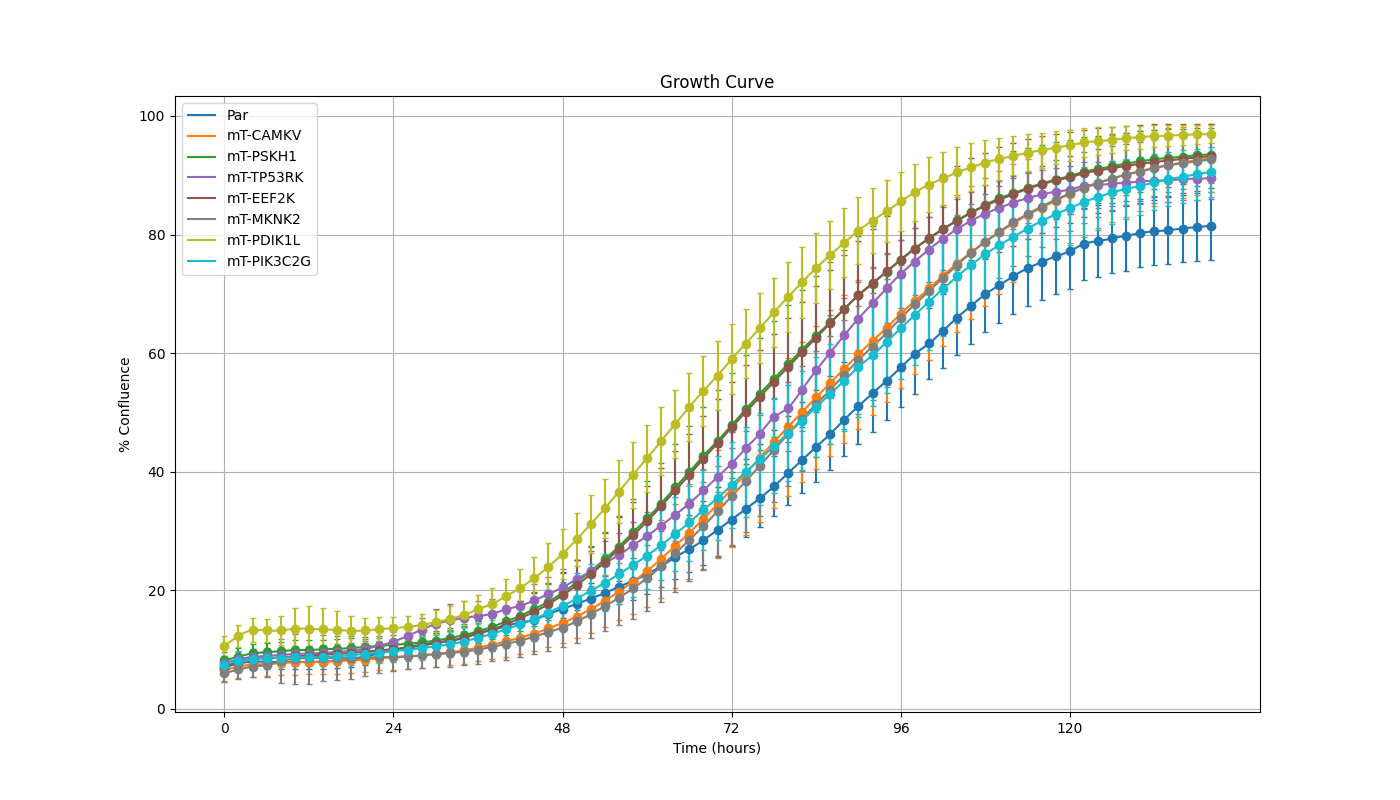 Growth Curve
Par
mT-CAMKV
mT-PSKH1
mT-TP53RK
mT-EEF2K
mT-MKNK2
mT-PDIK1L
mT-PIK3C2G
% Confluence
100
80
60
40
20
0
0 24 48 72 96 120
Time (hours)